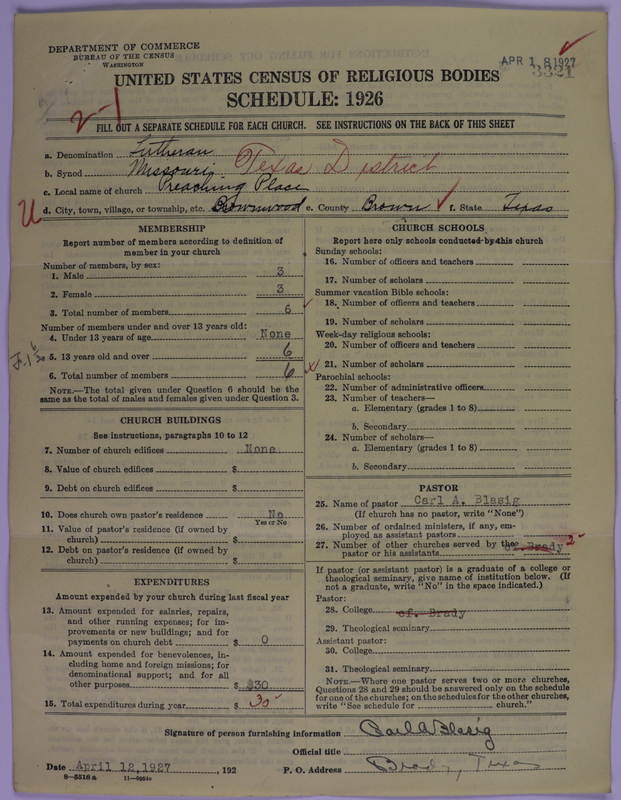 DEPARTMENT OF COMMERCE
BUREAU OF THE CENSUS
WASHINGTON
APR 18 1927
3321
UNITED STATES CENSUS OF RELIGIOUS BODIES
SCHEDULE: 1926
2-1
FILL OUT A SEPARATE SCHEDULE FOR EACH CHURCH. SEE INSTRUCTIONS ON THE BACK OF THIS SHEET
a. Denomination Lutheran
b. Synod Missouri Texas District
c. Local name of church Preaching Place
U
d. City, town, village, or township, etc. Brownwood e. County Brown f. State Texas
MEMBERSHIP
Report number of members according to definition of
member in your church
Number of members, by sex:
1. Male 3
2. Female 3
3. Total number of members 6
Number of members under and over 13 years old:
4. Under 13 years of age None
5. 13 years old and over 6
6. Total number of members 6
NOTE.—The total given under Question 6 should be the
same as the total of males and females given under Question 3.
CHURCH BUILDINGS
See instructions, paragraphs 10 to 12
7. Number of church edifices None
8. Value of church edifices $
9. Debt on church edifices $
10. Does church own pastor's residence No
Yes or No
11. Value of pastor's residence (if owned by
church) $
12. Debt on pastor's residence (if owned by
church) $
EXPENDITURES
Amount expended by your church during last fiscal year
13. Amount expended for salaries, repairs,
and other running expenses; for im-
provements or new buildings; and for
payments on church debt $ 0
14. Amount expended for benevolences, in-
cluding home and foreign missions; for
denominational support; and for all
other purposes $ $30
15. Total expenditures during year $ 30-
CHURCH SCHOOLS
Report here only schools conducted by this church
Sunday schools:
16. Number of officers and teachers
17. Number of scholars
Summer vacation Bible schools:
18. Number of officers and teachers
19. Number of scholars
Week-day religious schools:
20. Number of officers and teachers
21. Number of scholars
Parochial schools:
22. Number of administrative officers
23. Number of teachers—
a. Elementary (grades 1 to 8)
b. Secondary
24. Number of scholars—
a. Elementary (grades 1 to 8)
b. Secondary
PASTOR
25. Name of pastor Carl A. Blasig
(If church has no pastor, write "None")
26. Number of ordained ministers, if any, em-
ployed as assistant pastors
27. Number of other churches served by the cf. Brady 2-
pastor or his assistants
If pastor (or assistant pastor) is a graduate of a college or
theological seminary, give name of institution below. (If
not a graduate, write "No" in the space indicated.)
Pastor:
28. College cf. Brady
29. Theological seminary
Assistant pastor:
30. College
31. Theological seminary
NOTE.—Where one pastor serves two or more churches,
Questions 28 and 29 should be answered only on the schedule
for one of the churches; on the schedules for the other churches,
write "See schedule for church."
Signature of person furnishing information Carl A Blasig
Official title
Date April 12, 1927, 192 P. O. Address Brady, Texas
8-5518 a